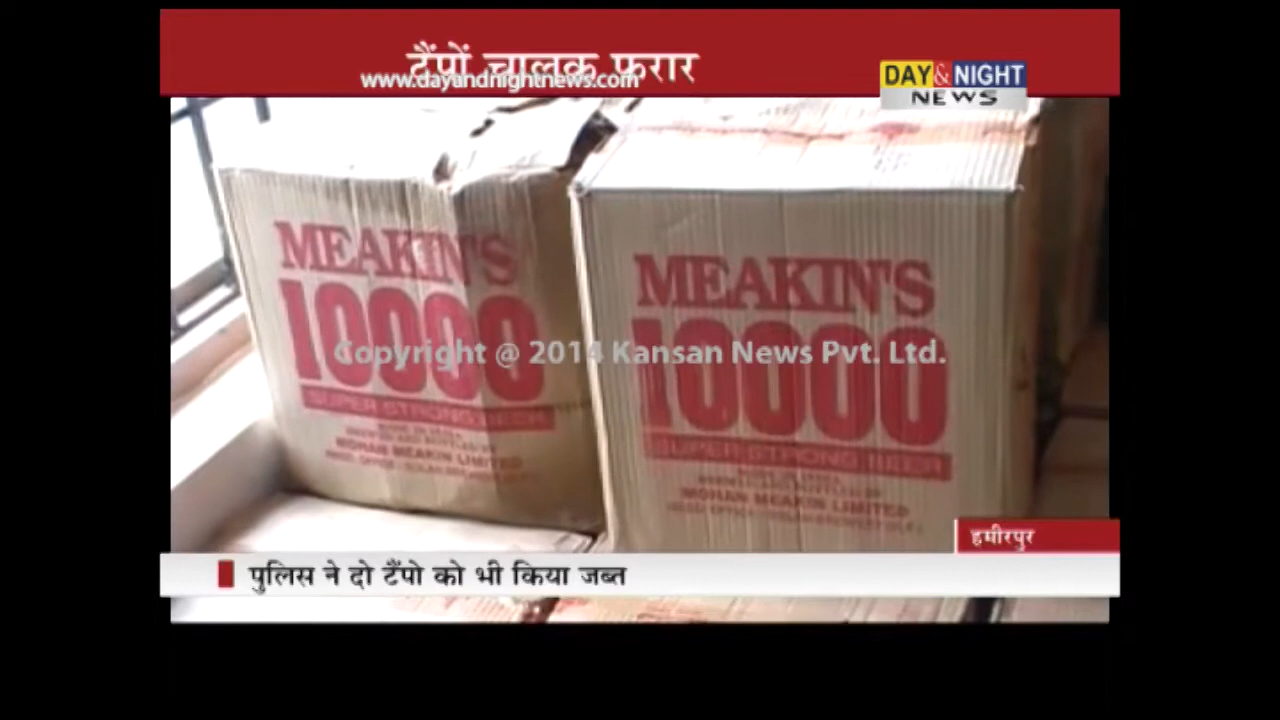 टैंपों चालक फरार
www.dayandnightnews.com
DAY&NIGHT
NEWS
MEAKIN'S
10000
SUPER STRONG BEER
MOHAN MEAKIN LIMITED
MEAKIN'S
10000
SUPER STRONG BEER
MOHAN MEAKIN LIMITED
Copyright @ 2014 Kansan News Pvt. Ltd.
हमीरपुर
पुलिस ने दो टैंपो को भी किया जब्त